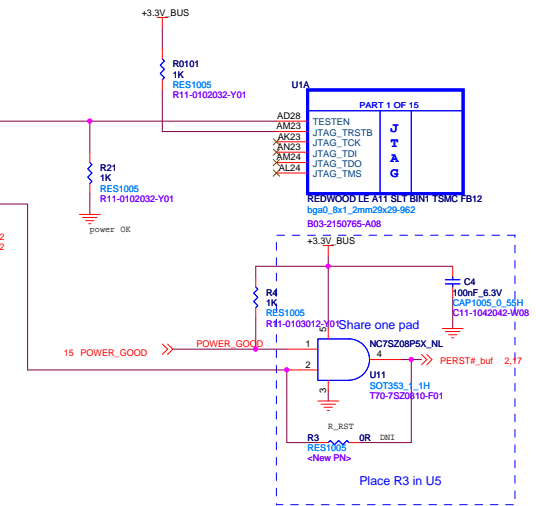 +3.3V_BUS
R0101
1K
RES1005
R11-0102032-Y01
U1A
PART 1 OF 15
AD28 TESTEN
AM23 JTAG_TRSTB
AK23 JTAG_TCK
AN23 JTAG_TDI
AM24 JTAG_TDO
AL24 JTAG_TMS
J
T
A
G
R21
1K
RES1005
R11-0102032-Y01
power OK
REDWOOD LE A11 SLT BIN1 TSMC FB12
bga0_8x1_2mm29x29-962
B03-2150765-A08
2
2
+3.3V_BUS
R4
1K
RES1005
R11-0103012-Y01
C4
100nF_6.3V
CAP1005_0_55H
C11-1042042-W08
Share one pad
5
15 POWER_GOOD
POWER_GOOD
1
2
3
4
NC7SZ08P5X_NL
U11
SOT353_1_1H
T70-7SZ0810-F01
PERST#_buf 2,17
R_RST
R3 0R DNI
RES1005
<New PN>
Place R3 in U5